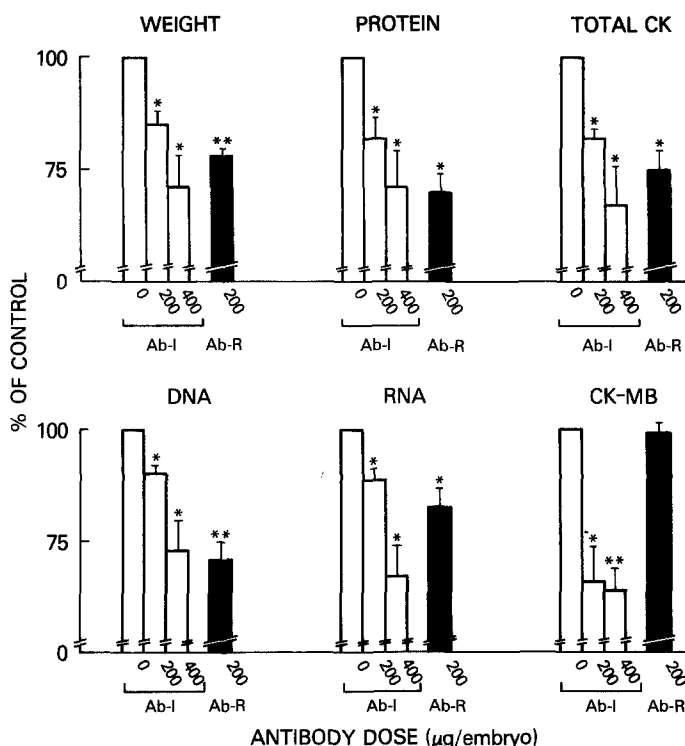 WEIGHT PROTEIN TOTAL CK
100
* * **
* * *
* * *
75
0
0 200 400 200 0 200 400 200 0 200 400 200
Ab-I Ab-R Ab-I Ab-R Ab-I Ab-R
% OF CONTROL
DNA RNA CK-MB
100
* * **
* * *
* **
75
0
0 200 400 200 0 200 400 200 0 200 400 200
Ab-I Ab-R Ab-I Ab-R Ab-I Ab-R
ANTIBODY DOSE (μg/embryo)